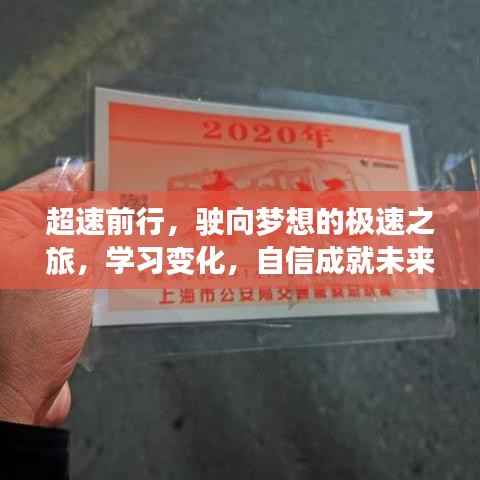 2020年
超速前行，驶向梦想的极速之
旅，学习变化，自信成就未来
上海市公安局交